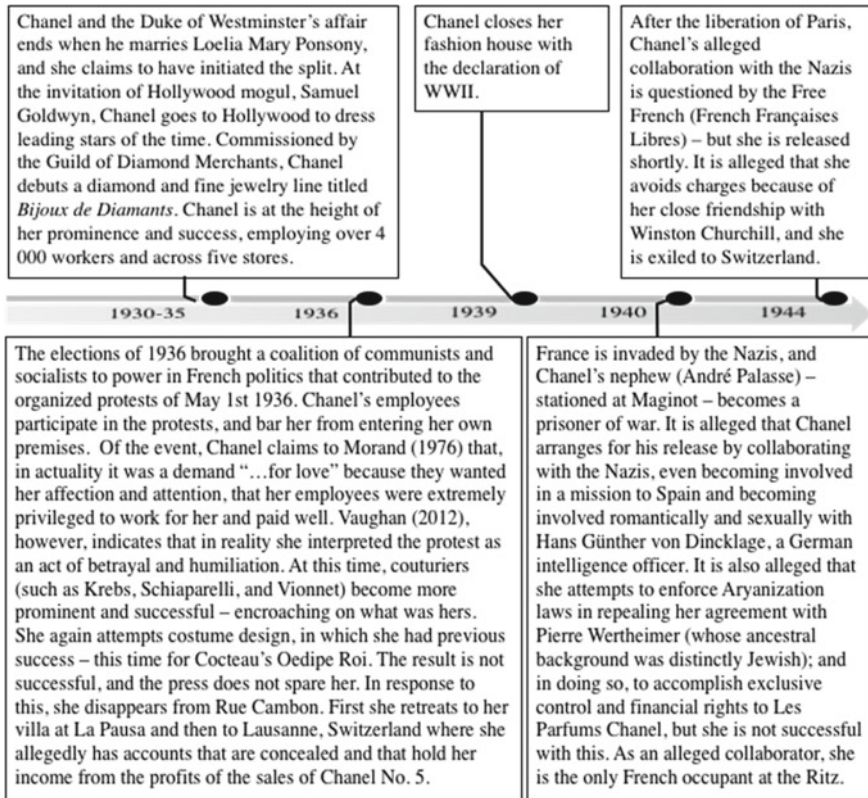 Chanel and the Duke of Westminster's affair
ends when he marries Loelia Mary Ponsony,
and she claims to have initiated the split. At
the invitation of Hollywood mogul, Samuel
Goldwyn, Chanel goes to Hollywood to dress
leading stars of the time. Commissioned by
the Guild of Diamond Merchants, Chanel
debuts a diamond and fine jewelry line titled
Bijoux de Diamants. Chanel is at the height of
her prominence and success, employing over 4
000 workers and across five stores.
Chanel closes her
fashion house with
the declaration of
WWII.
After the liberation of Paris,
Chanel's alleged
collaboration with the Nazis
is questioned by the Free
French (French Françaises
Libres) – but she is released
shortly. It is alleged that she
avoids charges because of
her close friendship with
Winston Churchill, and she
is exiled to Switzerland.
1930-35 1936 1939 1940 1944
The elections of 1936 brought a coalition of communists and
socialists to power in French politics that contributed to the
organized protests of May 1st 1936. Chanel's employees
participate in the protests, and bar her from entering her own
premises. Of the event, Chanel claims to Morand (1976) that,
in actuality it was a demand "…for love" because they wanted
her affection and attention, that her employees were extremely
privileged to work for her and paid well. Vaughan (2012),
however, indicates that in reality she interpreted the protest as
an act of betrayal and humiliation. At this time, couturiers
(such as Krebs, Schiaparelli, and Vionnet) become more
prominent and successful – encroaching on what was hers.
She again attempts costume design, in which she had previous
success – this time for Cocteau's Oedipe Roi. The result is not
successful, and the press does not spare her. In response to
this, she disappears from Rue Cambon. First she retreats to her
villa at La Pausa and then to Lausanne, Switzerland where she
allegedly has accounts that are concealed and that hold her
income from the profits of the sales of Chanel No. 5.
France is invaded by the Nazis, and
Chanel's nephew (André Palasse) –
stationed at Maginot – becomes a
prisoner of war. It is alleged that Chanel
arranges for his release by collaborating
with the Nazis, even becoming involved
in a mission to Spain and becoming
involved romantically and sexually with
Hans Günther von Dincklage, a German
intelligence officer. It is also alleged that
she attempts to enforce Aryanization
laws in repealing her agreement with
Pierre Wertheimer (whose ancestral
background was distinctly Jewish); and
in doing so, to accomplish exclusive
control and financial rights to Les
Parfums Chanel, but she is not successful
with this. As an alleged collaborator, she
is the only French occupant at the Ritz.